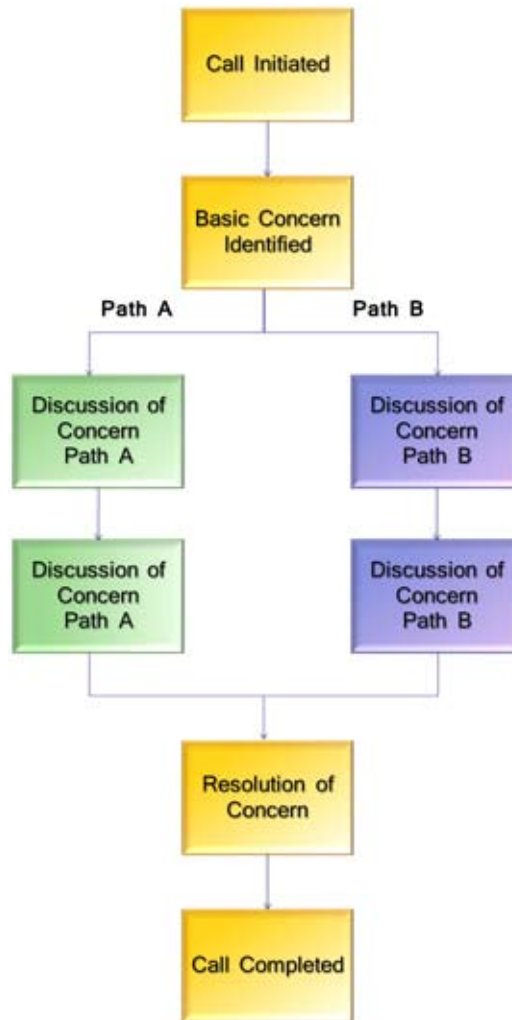 Call Initiated
Basic Concern
Identified
Path A
Path B
Discussion of
Concern
Path A
Discussion of
Concern
Path B
Discussion of
Concern
Path A
Discussion of
Concern
Path B
Resolution of
Concern
Call Completed